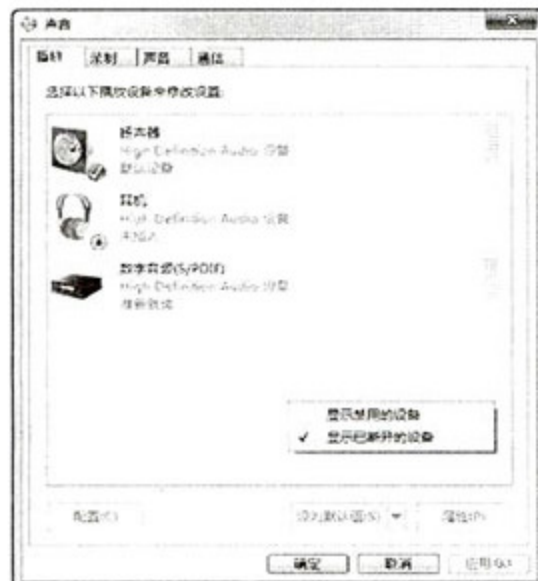 声音
播放 录制 声音 通信
选择以下播放设备来修改设置:
扬声器
High Definition Audio 设备
默认设备
耳机
High Definition Audio 设备
未插入
数字音频(S/PDIF)
High Definition Audio 设备
准备就绪
显示禁用的设备
✓ 显示已断开的设备
配置(C) 设为默认值(S) 属性(P)
确定 取消 应用(A)